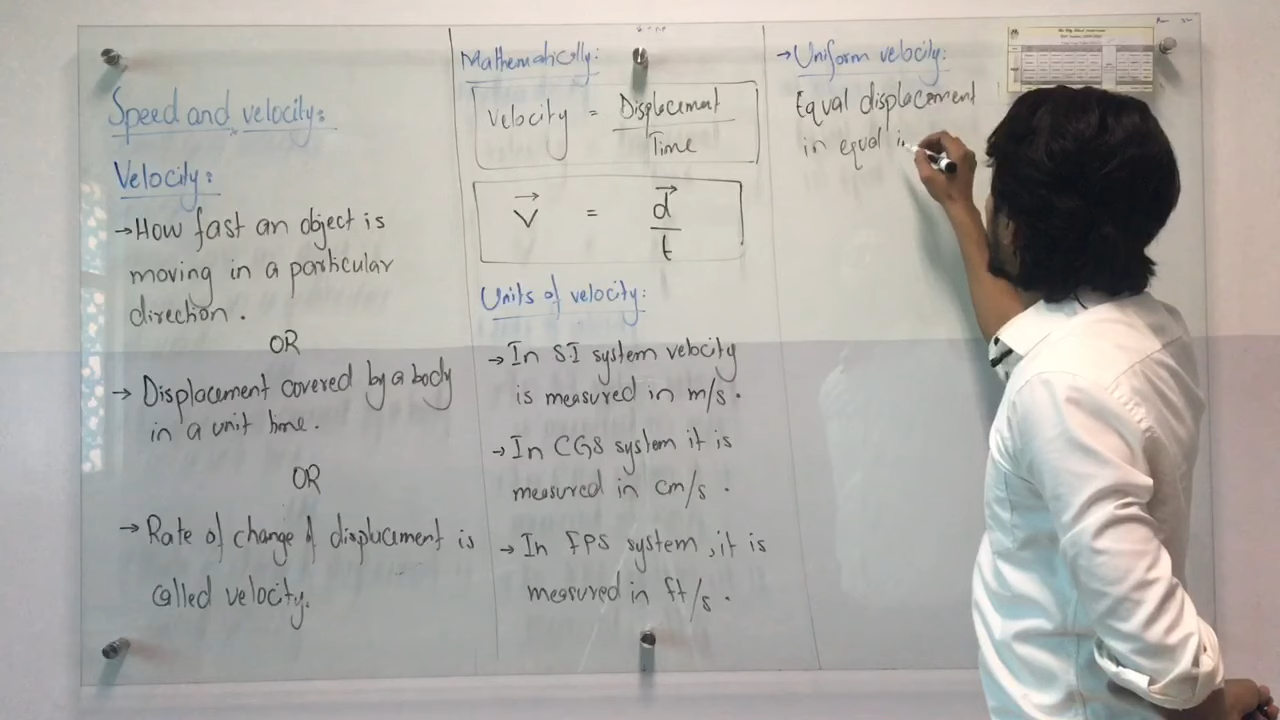 Speed and velocity:
Velocity:
→How fast an object is
moving in a particular
direction.
OR
→ Displacement covered by a body
in a unit time.
OR
→ Rate of change of displacement is
called velocity.
Mathematically:
Velocity = Displacement
Time
V = d
t
Units of velocity:
→ In S.I system velocity
is measured in m/s.
→ In CGS system it is
measured in cm/s.
→ In FPS system, it is
measured in ft/s.
→ Uniform velocity:
Equal displacement
in equal in